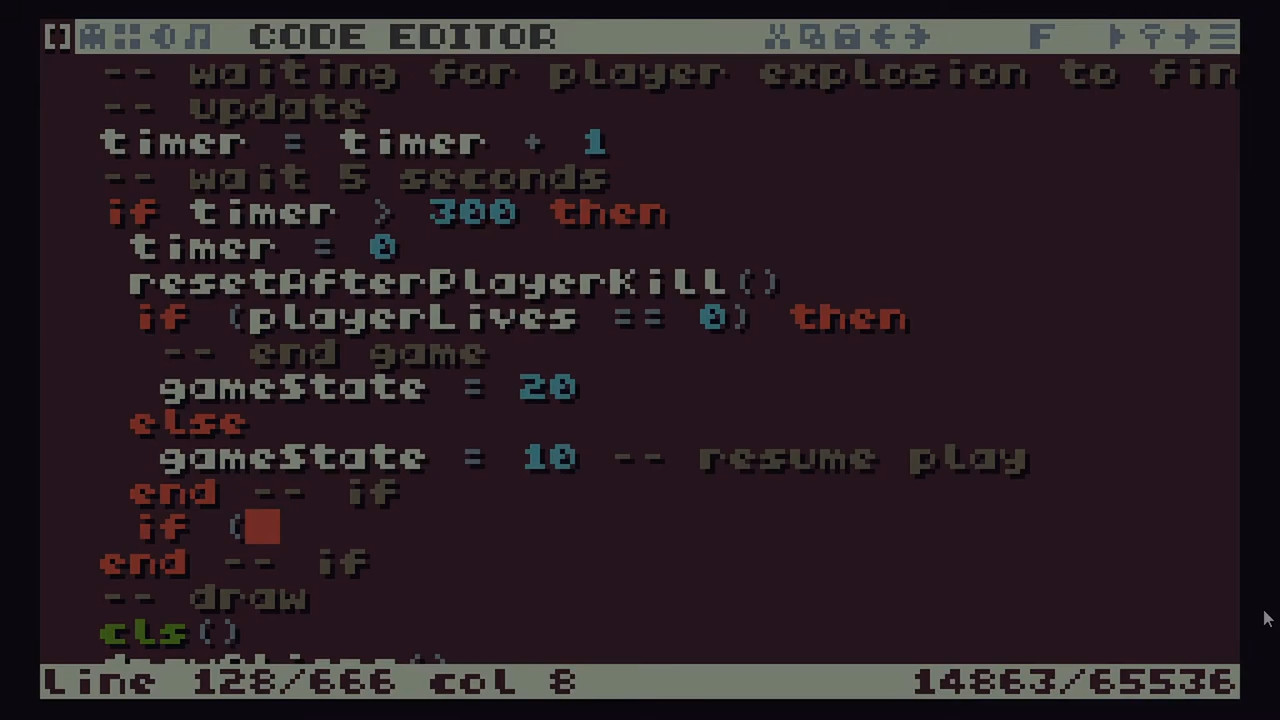 CODE EDITOR F
-- waiting for player explosion to fin
-- update
timer = timer + 1
-- wait 5 seconds
if timer > 300 then
timer = 0
resetAfterPlayerKill()
if (playerLives == 0) then
-- end game
gameState = 20
else
gameState = 10 -- resume play
end -- if
if (
end -- if
-- draw
cls()
line 128/666 col 8 14863/65536